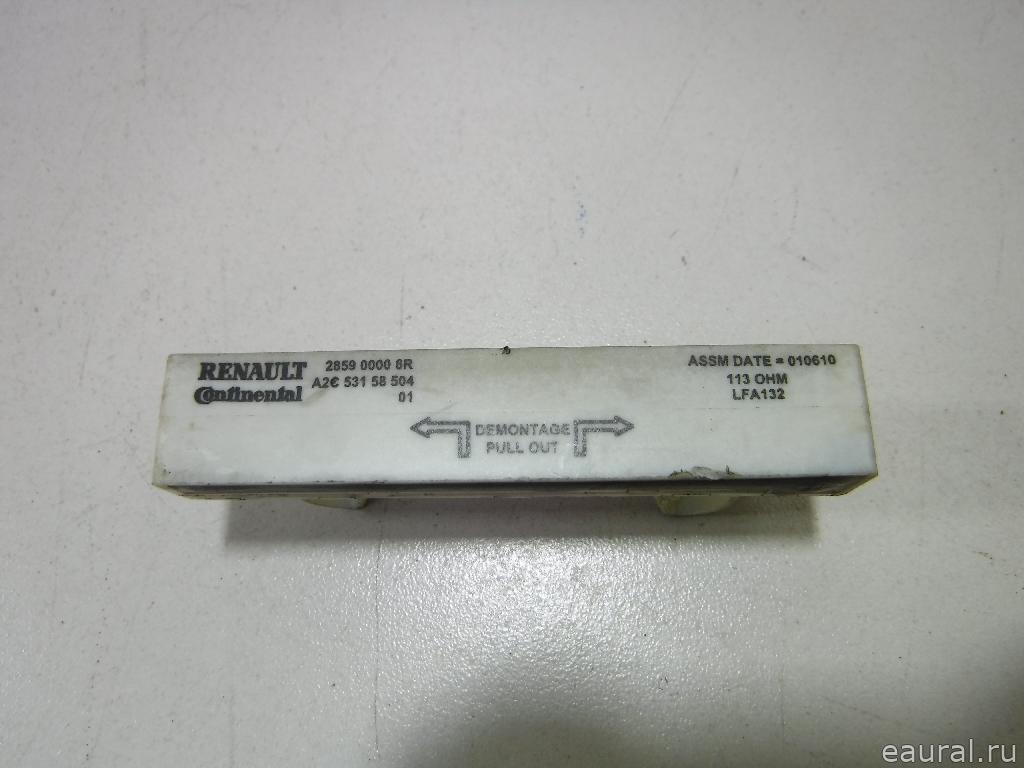 RENAULT
Continental
2859 0000 8R
A2€ 531 58 504
01
ASSM DATE = 010610
113 OHM
LFA132
DEMONTAGE
PULL OUT
eaural.ru